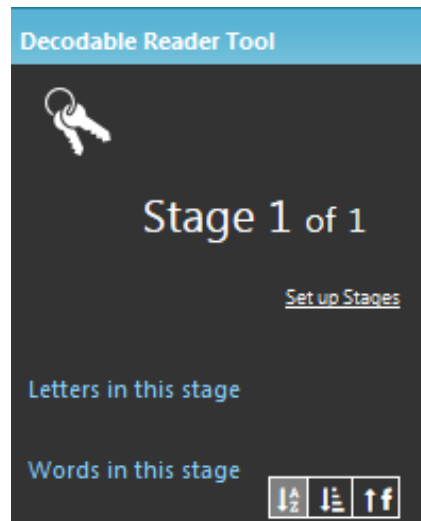 Decodable Reader Tool
Stage 1 of 1
Set up Stages
Letters in this stage
Words in this stage